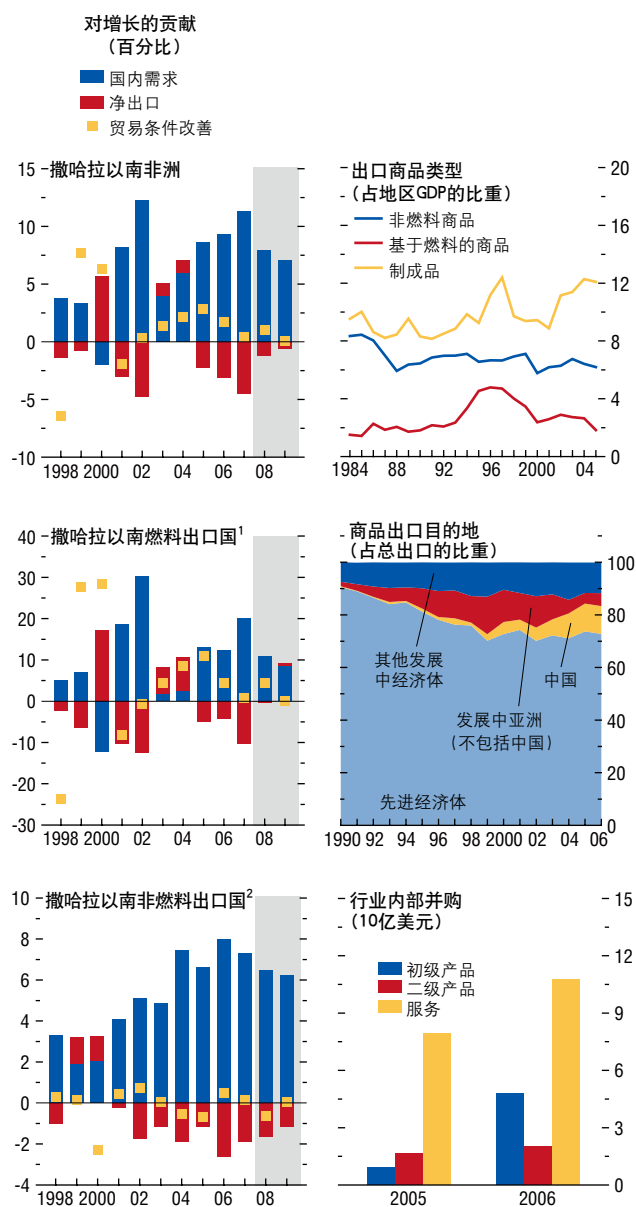 对增长的贡献
（百分比）
国内需求
净出口
贸易条件改善
撒哈拉以南非洲
15
10
5
0
-5
-10
1998 2000 02 04 06 08
出口商品类型
（占地区GDP的比重）
非燃料商品
基于燃料的商品
制成品
20
16
12
8
4
0
1984 88 92 96 2000 04
撒哈拉以南燃料出口国1
40
30
20
10
0
-10
-20
-30
1998 2000 02 04 06 08
商品出口目的地
（占总出口的比重）
100
80
60
40
20
0
其他发展
中经济体
中国
发展中亚洲
（不包括中国）
先进经济体
1990 92 94 96 98 2000 02 04 06
撒哈拉以南非燃料出口国2
10
8
6
4
2
0
-2
-4
1998 2000 02 04 06 08
行业内部并购
（10亿美元）
初级产品
二级产品
服务
15
12
9
6
3
0
2005 2006